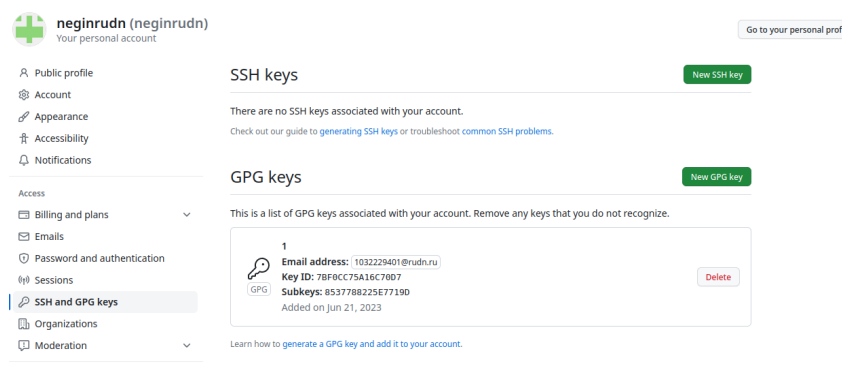 neginrudn (neginrudn)
Your personal account
Go to your personal prof
Public profile
Account
Appearance
Accessibility
Notifications
Access
Billing and plans
Emails
Password and authentication
Sessions
SSH and GPG keys
Organizations
Moderation
SSH keys
New SSH key
There are no SSH keys associated with your account.
Check out our guide to generating SSH keys or troubleshoot common SSH problems.
GPG keys
New GPG key
This is a list of GPG keys associated with your account. Remove any keys that you do not recognize.
1
Email address: 1032229401@rudn.ru
Key ID: 7BF0CC75A16C70D7
GPG
Subkeys: 8537788225E7719D
Added on Jun 21, 2023
Delete
Learn how to generate a GPG key and add it to your account.